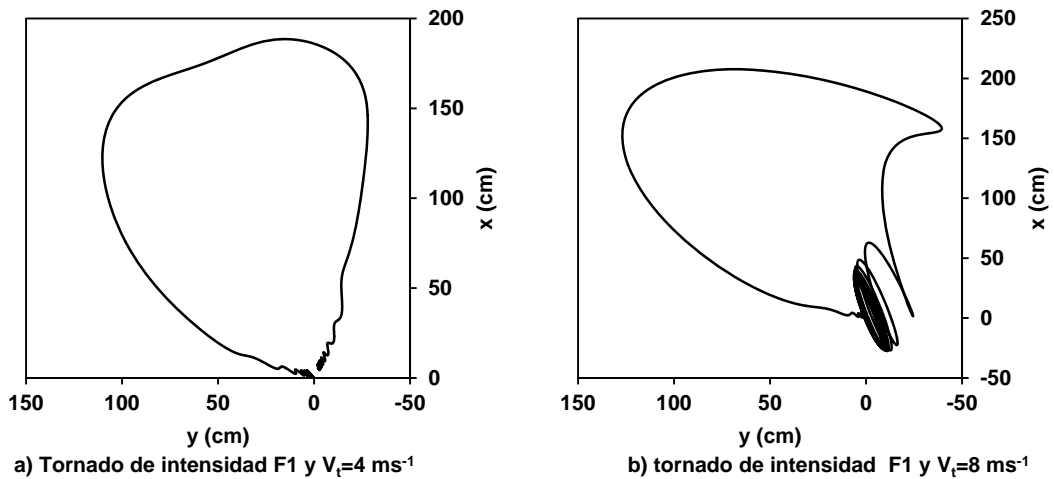 200
150
100
50
0
x (cm)
150 100 50 0 -50
y (cm)
a) Tornado de intensidad F1 y Vt=4 ms-1
250
200
150
100
50
0
-50
x (cm)
150 100 50 0 -50
y (cm)
b) tornado de intensidad F1 y Vt=8 ms-1